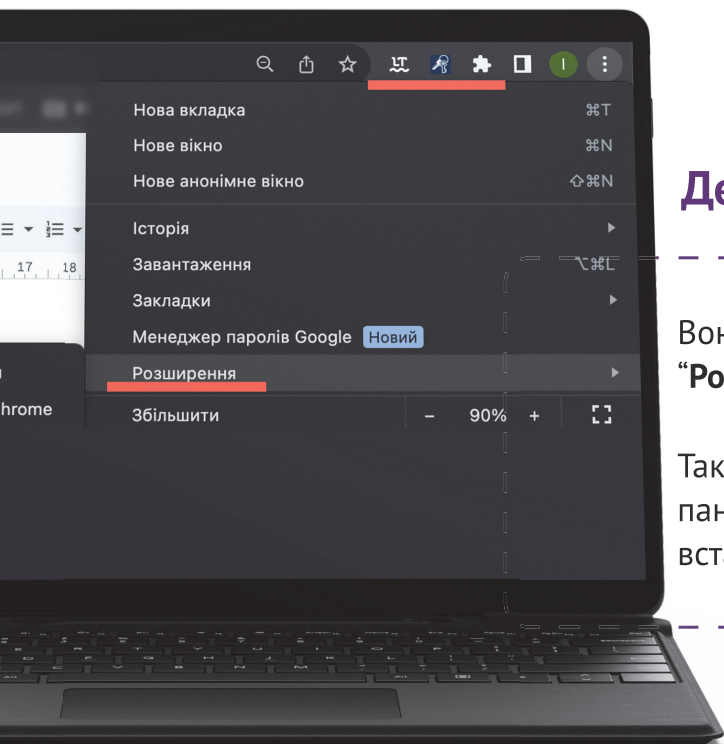 Нова вкладка ⌘T
Нове вікно ⌘N
Нове анонімне вікно ⇧⌘N
Історія
Завантаження ⌥⌘L
Закладки
Менеджер паролів Google Новий
Розширення
Збільшити - 90% +
17 18
hrome
Де
Вон
“Ро
Так
пан
вста